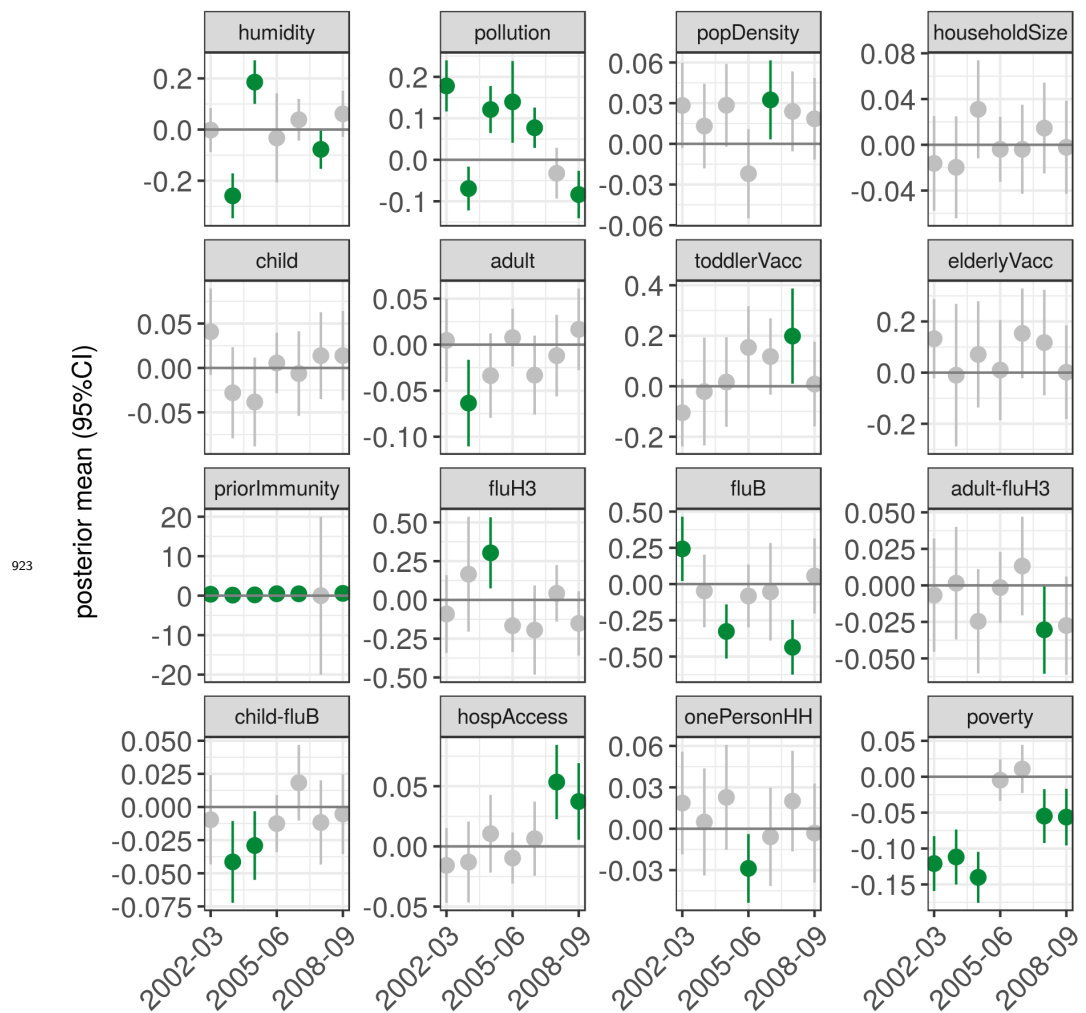 humidity pollution popDensity householdSize
0.2 0.0 -0.2
0.2 0.1 0.0 -0.1
0.06 0.03 0.00 -0.03 -0.06
0.08 0.04 0.00 -0.04
child adult toddlerVacc elderlyVacc
0.05 0.00 -0.05
0.05 0.00 -0.05 -0.10
0.4 0.2 0.0 -0.2
0.2 0.0 -0.2
posterior mean (95%CI)
priorImmunity fluH3 fluB adult-fluH3
20 10 0 -10 -20
0.50 0.25 0.00 -0.25 -0.50
0.50 0.25 0.00 -0.25 -0.50
0.050 0.025 0.000 -0.025 -0.050
923
child-fluB hospAccess onePersonHH poverty
0.050 0.025 0.000 -0.025 -0.050 -0.075
0.05 0.00 -0.05
0.06 0.03 0.00 -0.03
0.05 0.00 -0.05 -0.10 -0.15
2002-03 2005-06 2008-09
2002-03 2005-06 2008-09
2002-03 2005-06 2008-09
2002-03 2005-06 2008-09